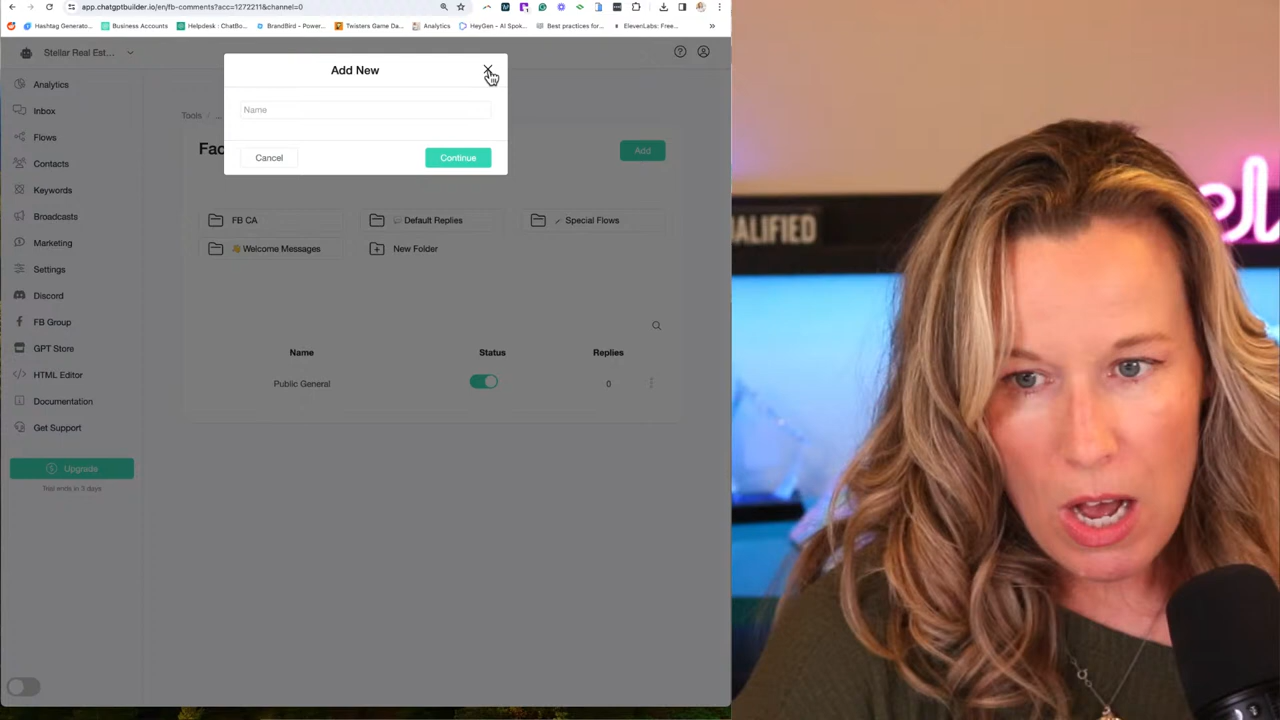 app.chatgptbuilder.io/en/fb-comments?acc=1272211&channel=0
Hashtag Generato...
Business Accounts
Helpdesk : ChatBo...
BrandBird – Power...
Twisters Game Da...
Analytics
HeyGen - AI Spok...
Best practices for...
ElevenLabs: Free...
Stellar Real Est...
Add New
Name
Cancel
Continue
Analytics
Inbox
Flows
Contacts
Keywords
Broadcasts
Marketing
Settings
Discord
FB Group
GPT Store
HTML Editor
Documentation
Get Support
Upgrade
Trial ends in 3 days
Tools / ...
Fac
Add
FB CA
Default Replies
Special Flows
Welcome Messages
New Folder
Name
Status
Replies
Public General
0
ALIFIED